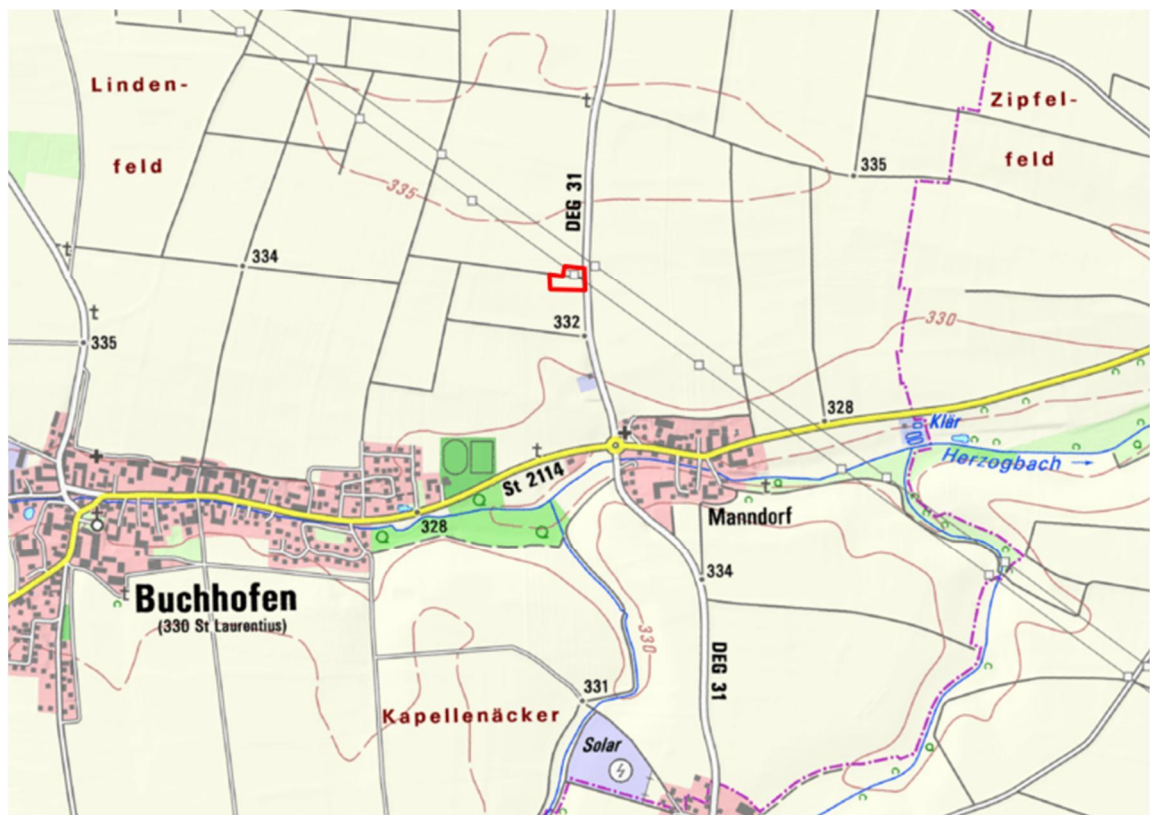 Linden-
feld
Zipfel-
feld
335
335
DEG 31
334
332
335
330
328
Klär
Herzogbach
St 2114
328
Manndorf
Buchhofen
(330 St Laurentius)
334
330
DEG 31
331
Kapellenäcker
Solar